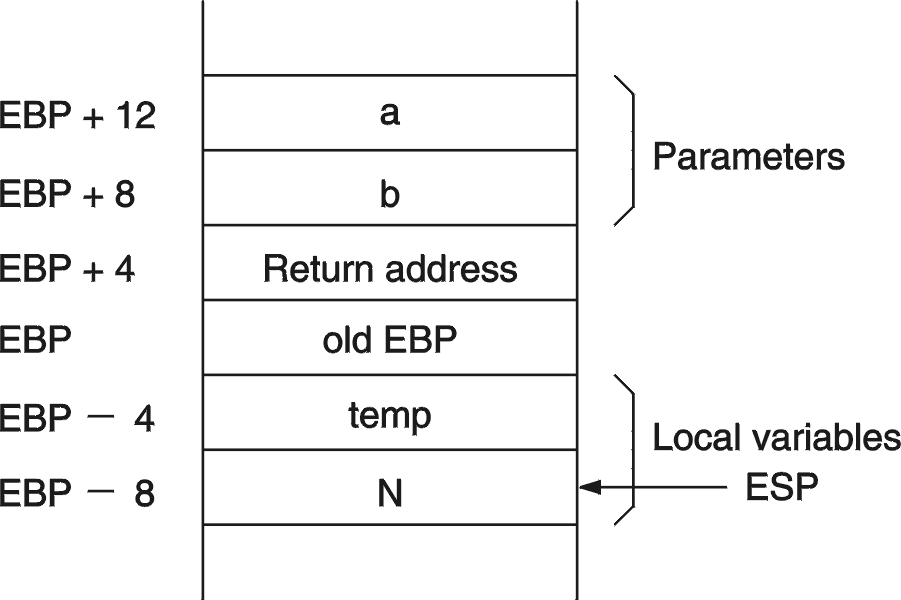 EBP + 12 a
Parameters
EBP + 8 b
EBP + 4 Return address
EBP old EBP
EBP − 4 temp
Local variables
EBP − 8 N ESP